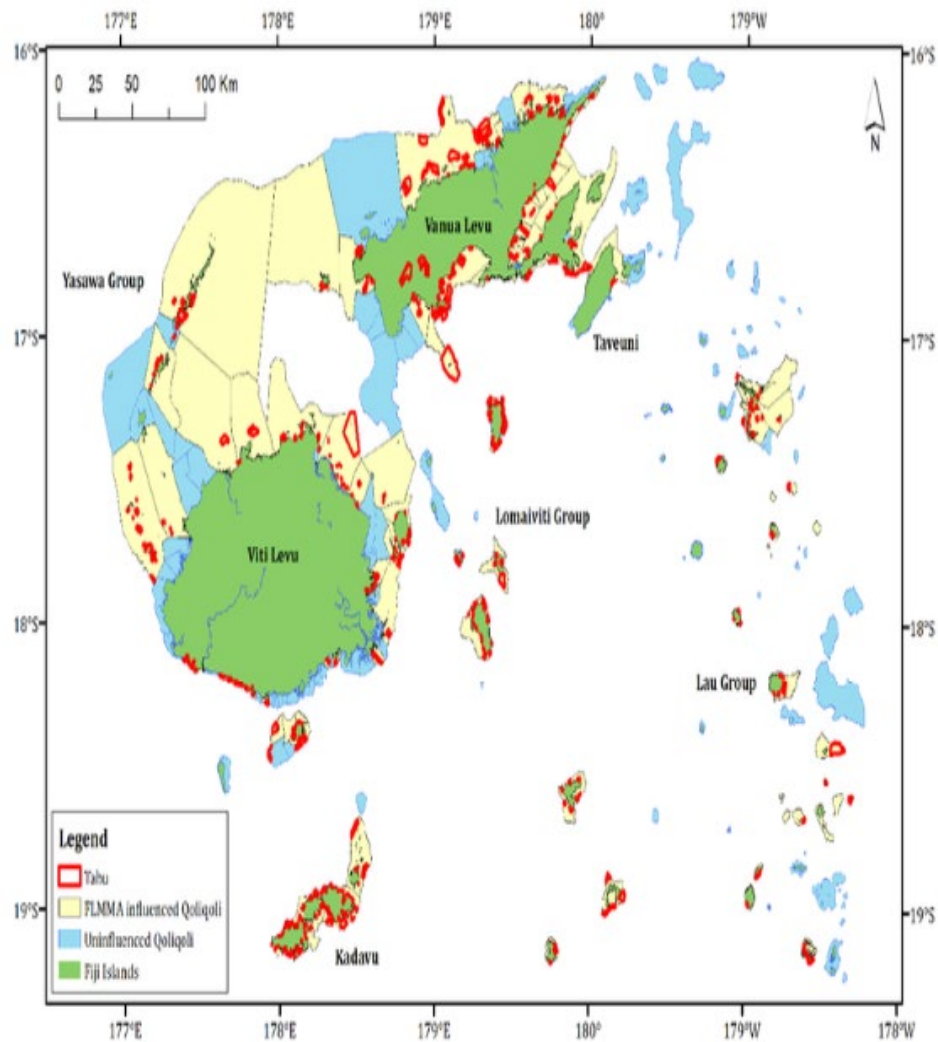 177°E 178°E 179°E 180° 179°W
16°S 16°S
0 25 50 100 Km
N
Vanua Levu
Yasawa Group
17°S 17°S
Taveuni
Lomaiviti Group
Viti Levu
18°S 18°S
Lau Group
Legend
Tabu
FLMMA influenced Qoliqoli
Uninfluenced Qoliqoli
Fiji Islands
19°S 19°S
Kadavu
177°E 178°E 179°E 180° 179°W 178°W